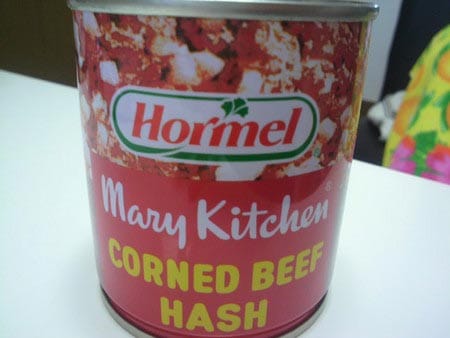 Hormel
Mary Kitchen®
CORNED BEEF
HASH